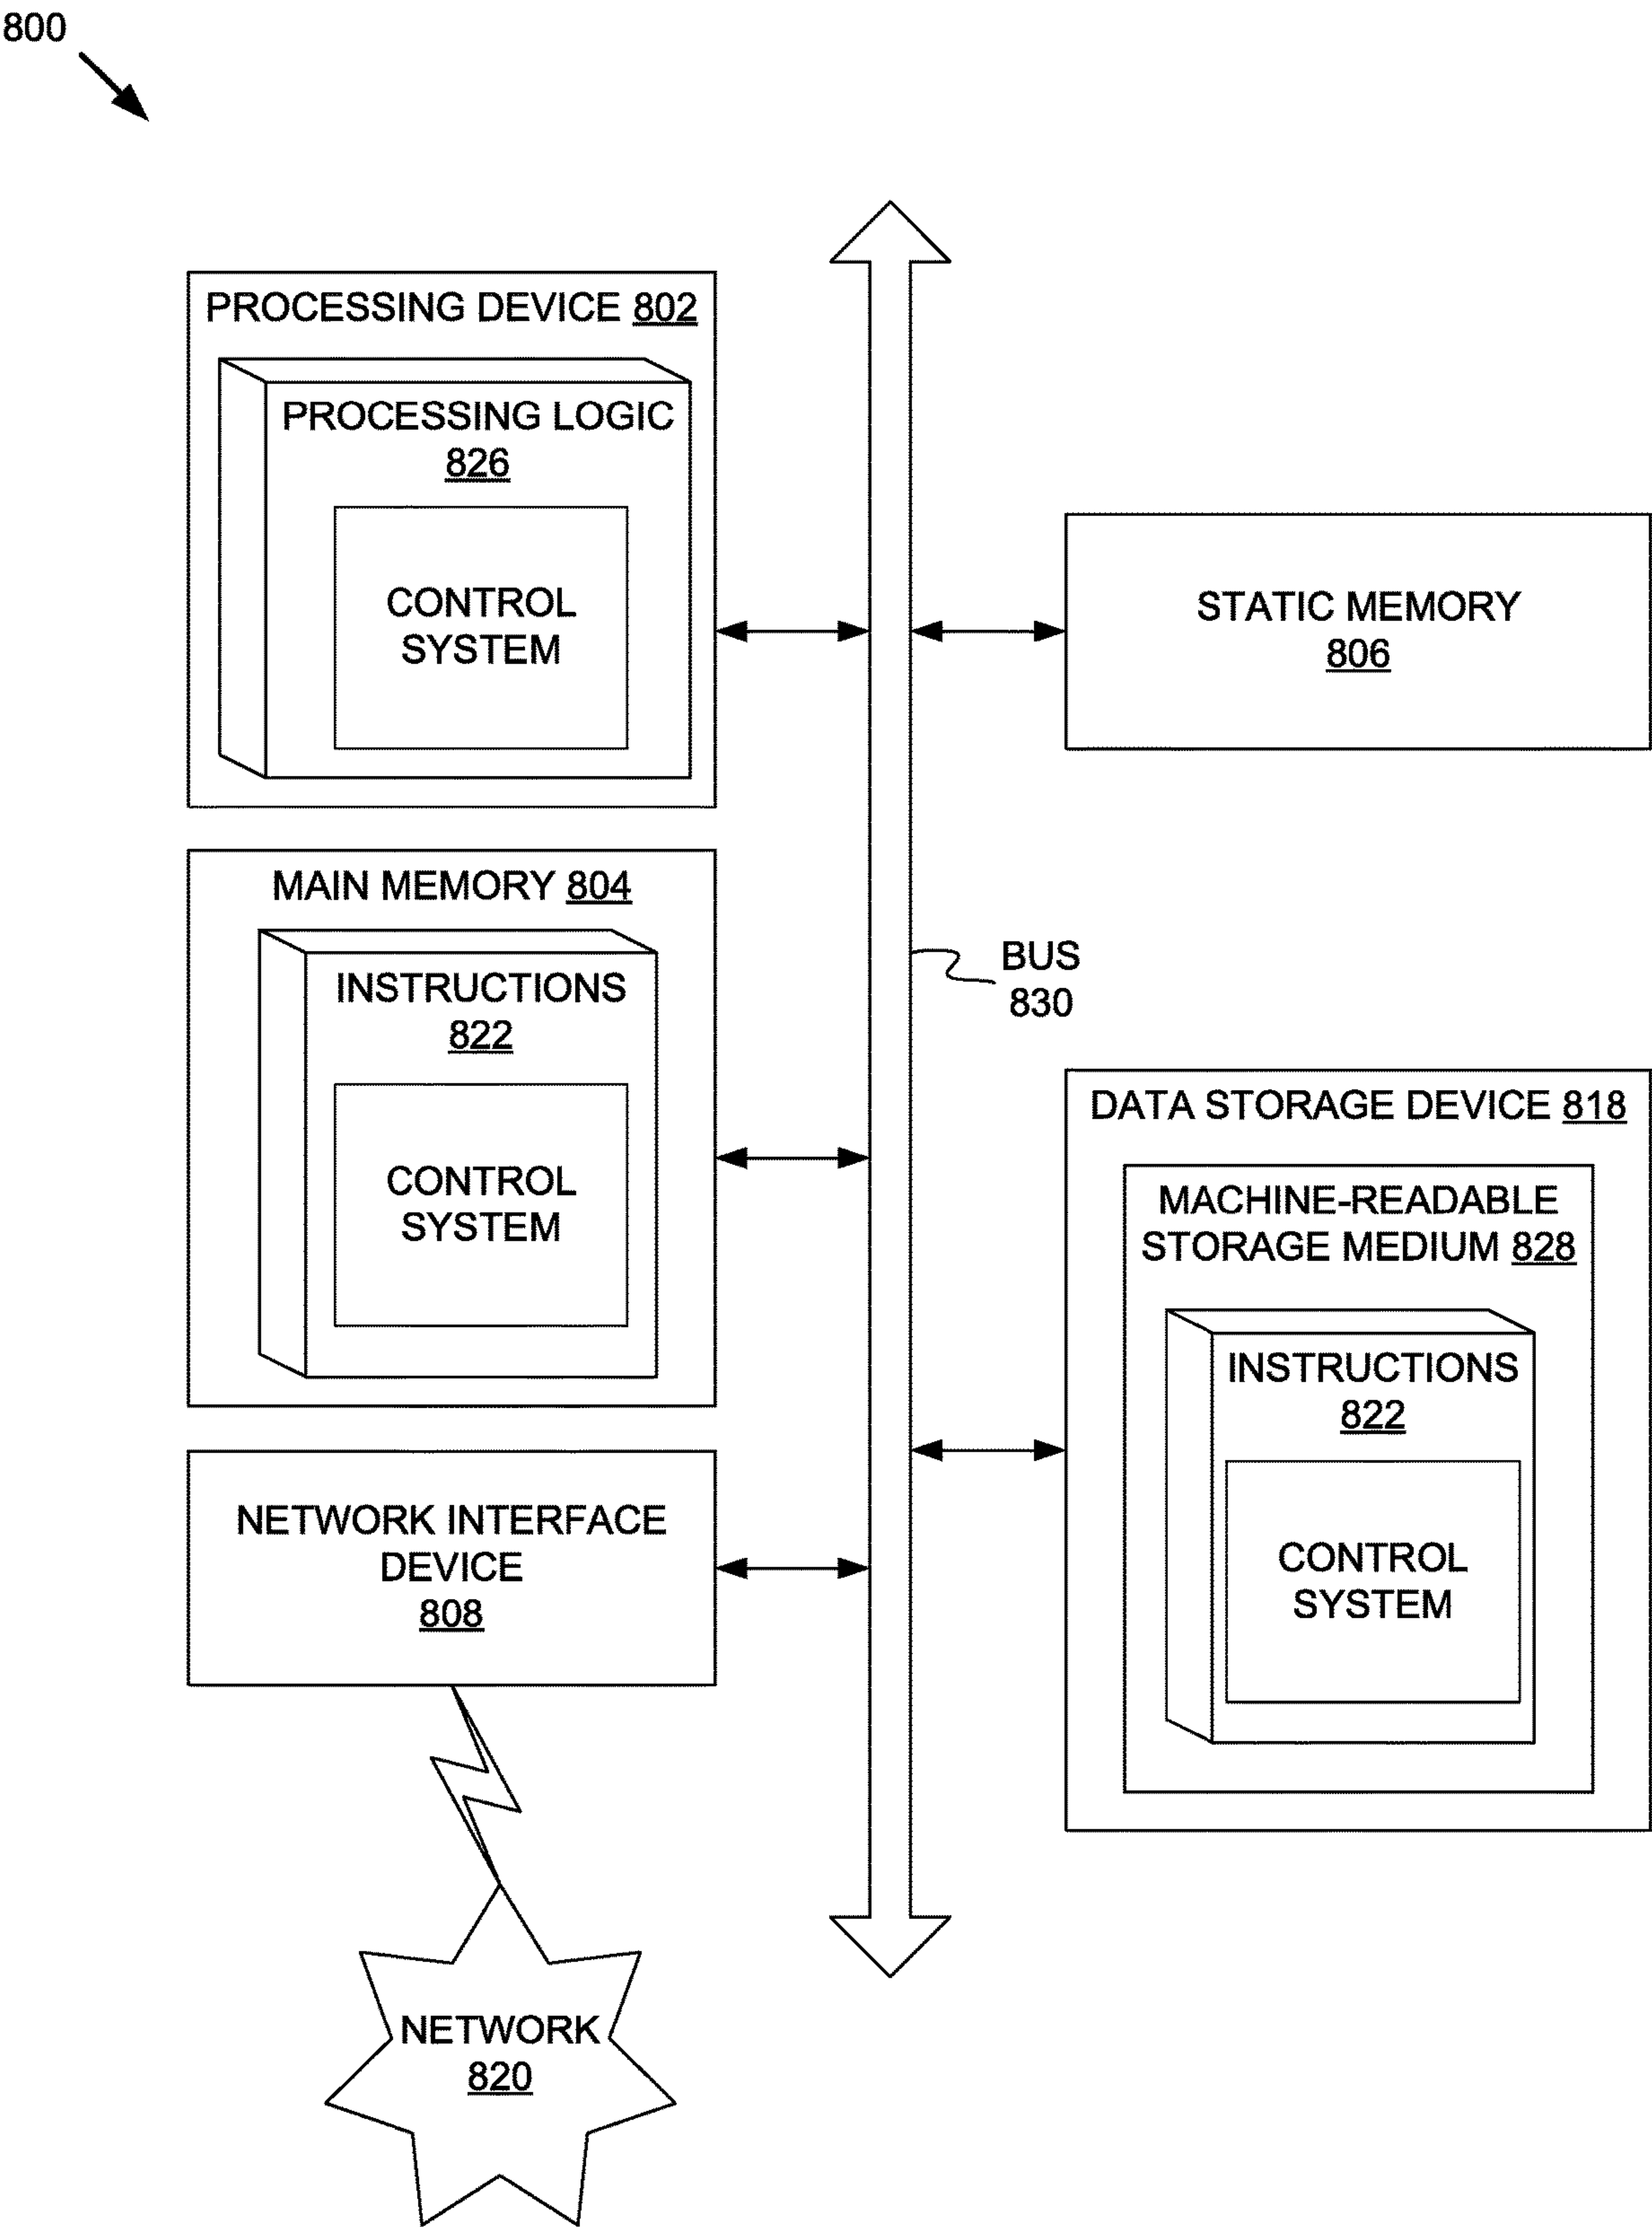 800
PROCESSING DEVICE 802
PROCESSING LOGIC
826
CONTROL
SYSTEM
STATIC MEMORY
806
MAIN MEMORY 804
INSTRUCTIONS
822
CONTROL
SYSTEM
BUS
830
DATA STORAGE DEVICE 818
MACHINE-READABLE
STORAGE MEDIUM 828
INSTRUCTIONS
822
CONTROL
SYSTEM
NETWORK INTERFACE
DEVICE
808
NETWORK
820